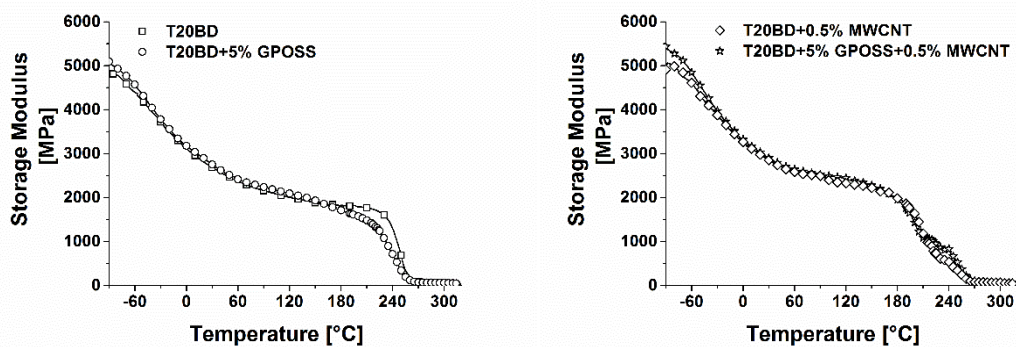 6000
5000
4000
3000
2000
1000
0
Storage Modulus
[MPa]
T20BD
T20BD+5% GPOSS
-60 0 60 120 180 240 300
Temperature [°C]
6000
5000
4000
3000
2000
1000
0
Storage Modulus
[MPa]
T20BD+0.5% MWCNT
T20BD+5% GPOSS+0.5% MWCNT
-60 0 60 120 180 240 300
Temperature [°C]